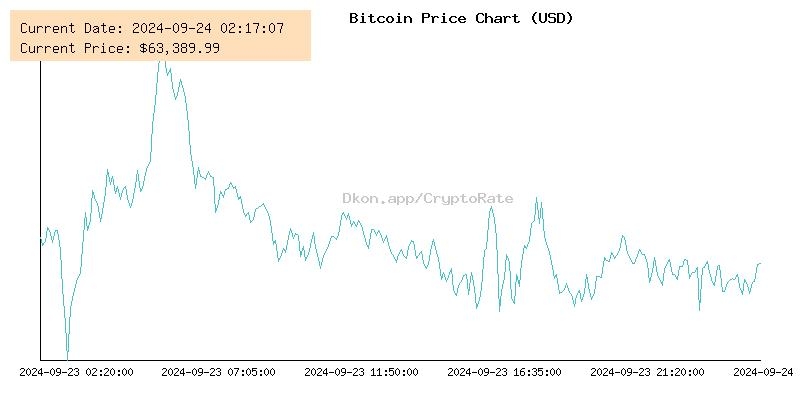 Bitcoin Price Chart (USD)
Current Date: 2024-09-24 02:17:07
Current Price: $63,389.99
Dkon.app/CryptoRate
2024-09-23 02:20:00 2024-09-23 07:05:00 2024-09-23 11:50:00 2024-09-23 16:35:00 2024-09-23 21:20:00 2024-09-24